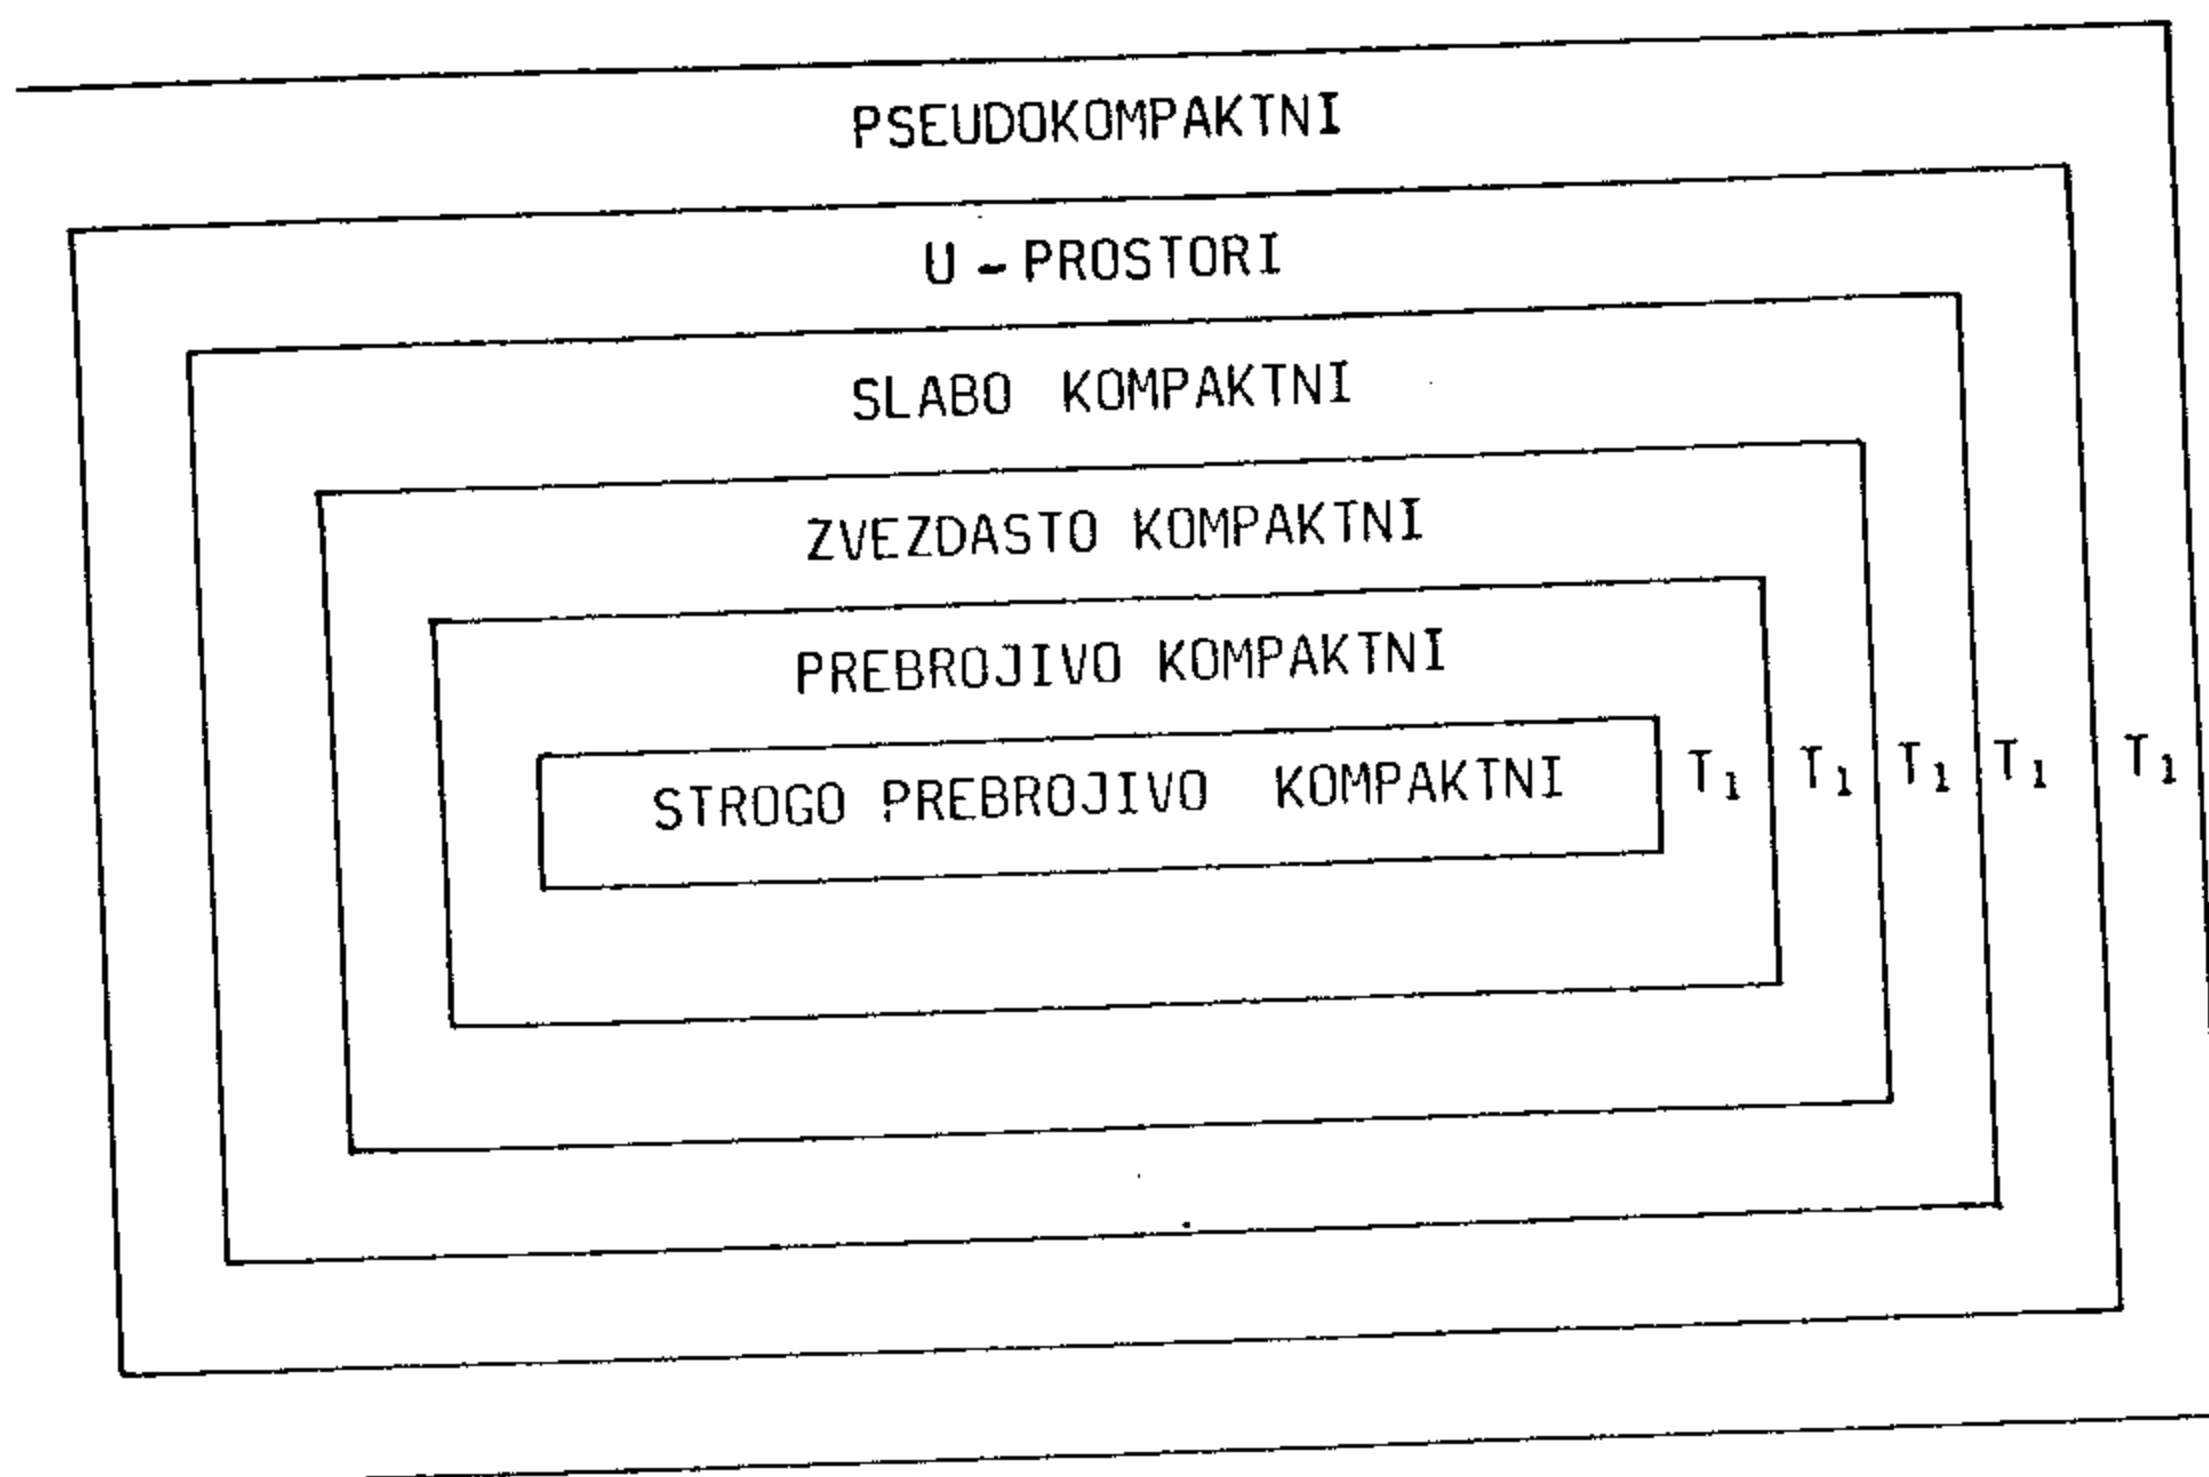 PSEUDOKOMPAKTNI
U - PROSTORI
SLABO KOMPAKTNI
ZVEZDASTO KOMPAKTNI
PREBROJIVO KOMPAKTNI
STROGO PREBROJIVO KOMPAKTNI T₁ T₁ T₁ T₁ T₁